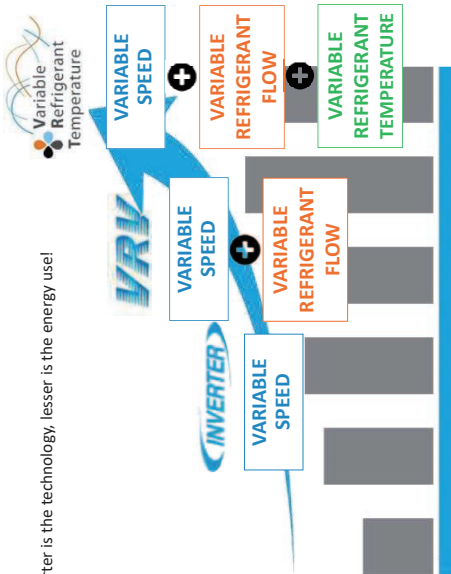 ter is the technology, lesser is the energy use!
INVERTER
VARIABLE
SPEED
VRV
VARIABLE
SPEED
+
VARIABLE
REFRIGERANT
FLOW
Variable
Refrigerant
Temperature
VARIABLE
SPEED
+
VARIABLE
REFRIGERANT
FLOW
+
VARIABLE
REFRIGERANT
TEMPERATURE